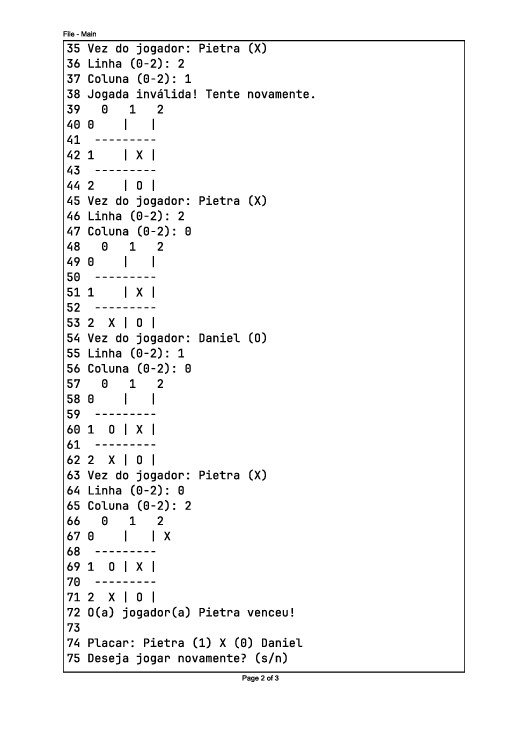 File - Main
35 Vez do jogador: Pietra (X)
36 Linha (0-2): 2
37 Coluna (0-2): 1
38 Jogada inválida! Tente novamente.
39   0   1   2
40 0    |   |
41  ---------
42 1    | X |
43  ---------
44 2    | O |
45 Vez do jogador: Pietra (X)
46 Linha (0-2): 2
47 Coluna (0-2): 0
48   0   1   2
49 0    |   |
50  ---------
51 1    | X |
52  ---------
53 2  X | O |
54 Vez do jogador: Daniel (O)
55 Linha (0-2): 1
56 Coluna (0-2): 0
57   0   1   2
58 0    |   |
59  ---------
60 1  O | X |
61  ---------
62 2  X | O |
63 Vez do jogador: Pietra (X)
64 Linha (0-2): 0
65 Coluna (0-2): 2
66   0   1   2
67 0    |   | X
68  ---------
69 1  O | X |
70  ---------
71 2  X | O |
72 O(a) jogador(a) Pietra venceu!
73
74 Placar: Pietra (1) X (0) Daniel
75 Deseja jogar novamente? (s/n)
Page 2 of 3